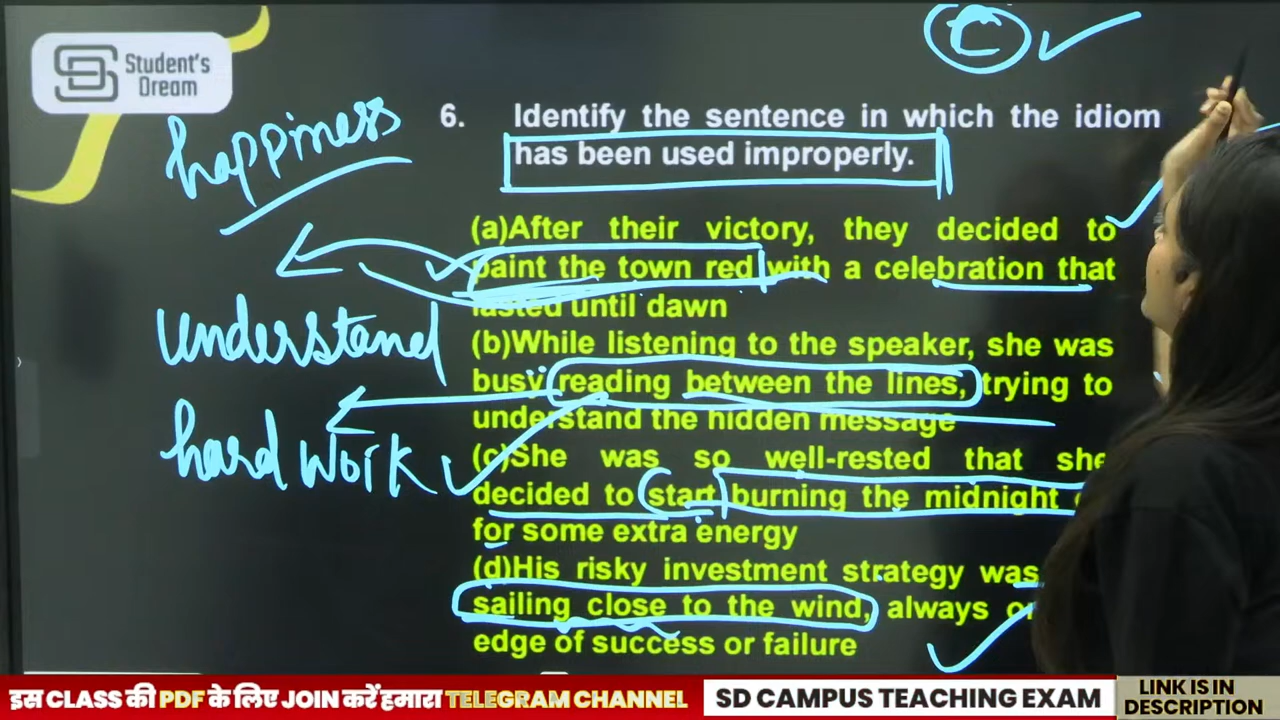 C
Student's
Dream
happiness
understand
hard work
6. Identify the sentence in which the idiom
has been used improperly.
(a)After their victory, they decided to
paint the town red with a celebration that
lasted until dawn
(b)While listening to the speaker, she was
busy reading between the lines, trying to
understand the hidden message
(c)She was so well-rested that she
decided to start burning the midnight
for some extra energy
(d)His risky investment strategy was
sailing close to the wind, always
edge of success or failure
इस CLASS की PDF के लिए JOIN करें हमारा TELEGRAM CHANNEL
SD CAMPUS TEACHING EXAM
LINK IS IN
DESCRIPTION